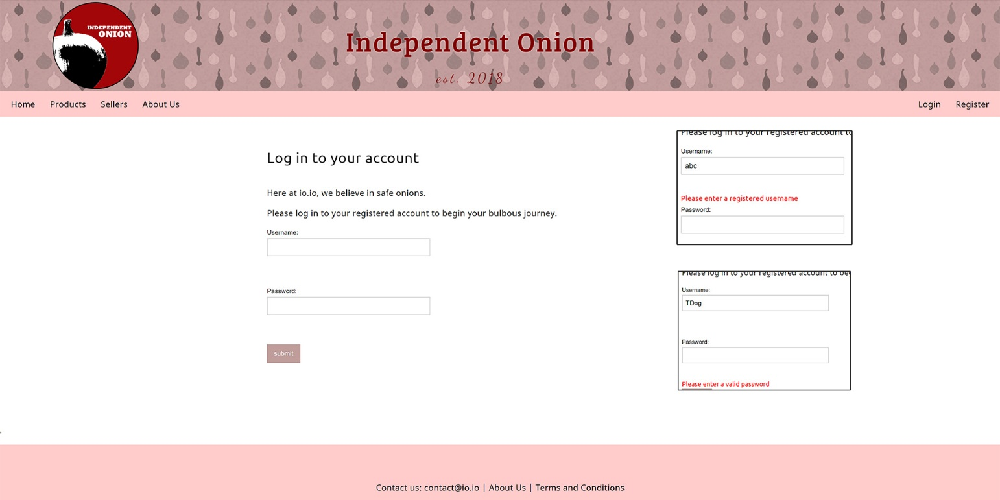 INDEPENDENT
ONION
Independent Onion
est. 2018
Home Products Sellers About Us Login Register
Log in to your account
Here at io.io, we believe in safe onions.
Please log in to your registered account to begin your bulbous journey.
Username:
Password:
submit
Please log in to your registered account to
Username:
abc
Please enter a registered username
Password:
Please log in to your registered account to beg
Username:
TDog
Password:
Please enter a valid password
Contact us: contact@io.io | About Us | Terms and Conditions